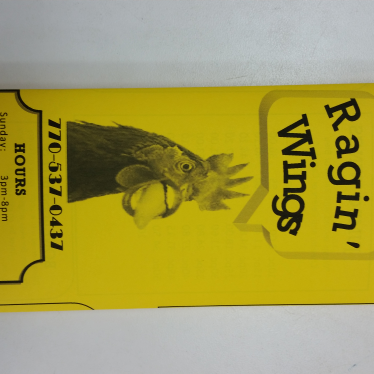 Ragin'
Wings
770-537-0437
HOURS
Sunday: 3pm-8pm